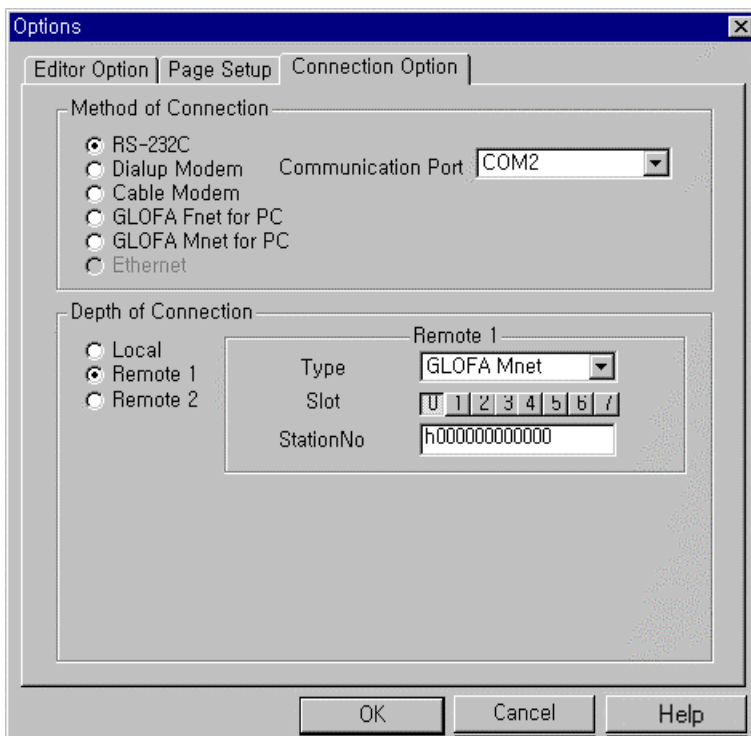 Options
Editor Option Page Setup Connection Option
Method of Connection
RS-232C
Dialup Modem
Communication Port COM2
Cable Modem
GLOFA Fnet for PC
GLOFA Mnet for PC
Ethernet
Depth of Connection
Local
Remote 1
Remote 2
Remote 1
Type GLOFA Mnet
Slot 0 1 2 3 4 5 6 7
StationNo h000000000000
OK Cancel Help